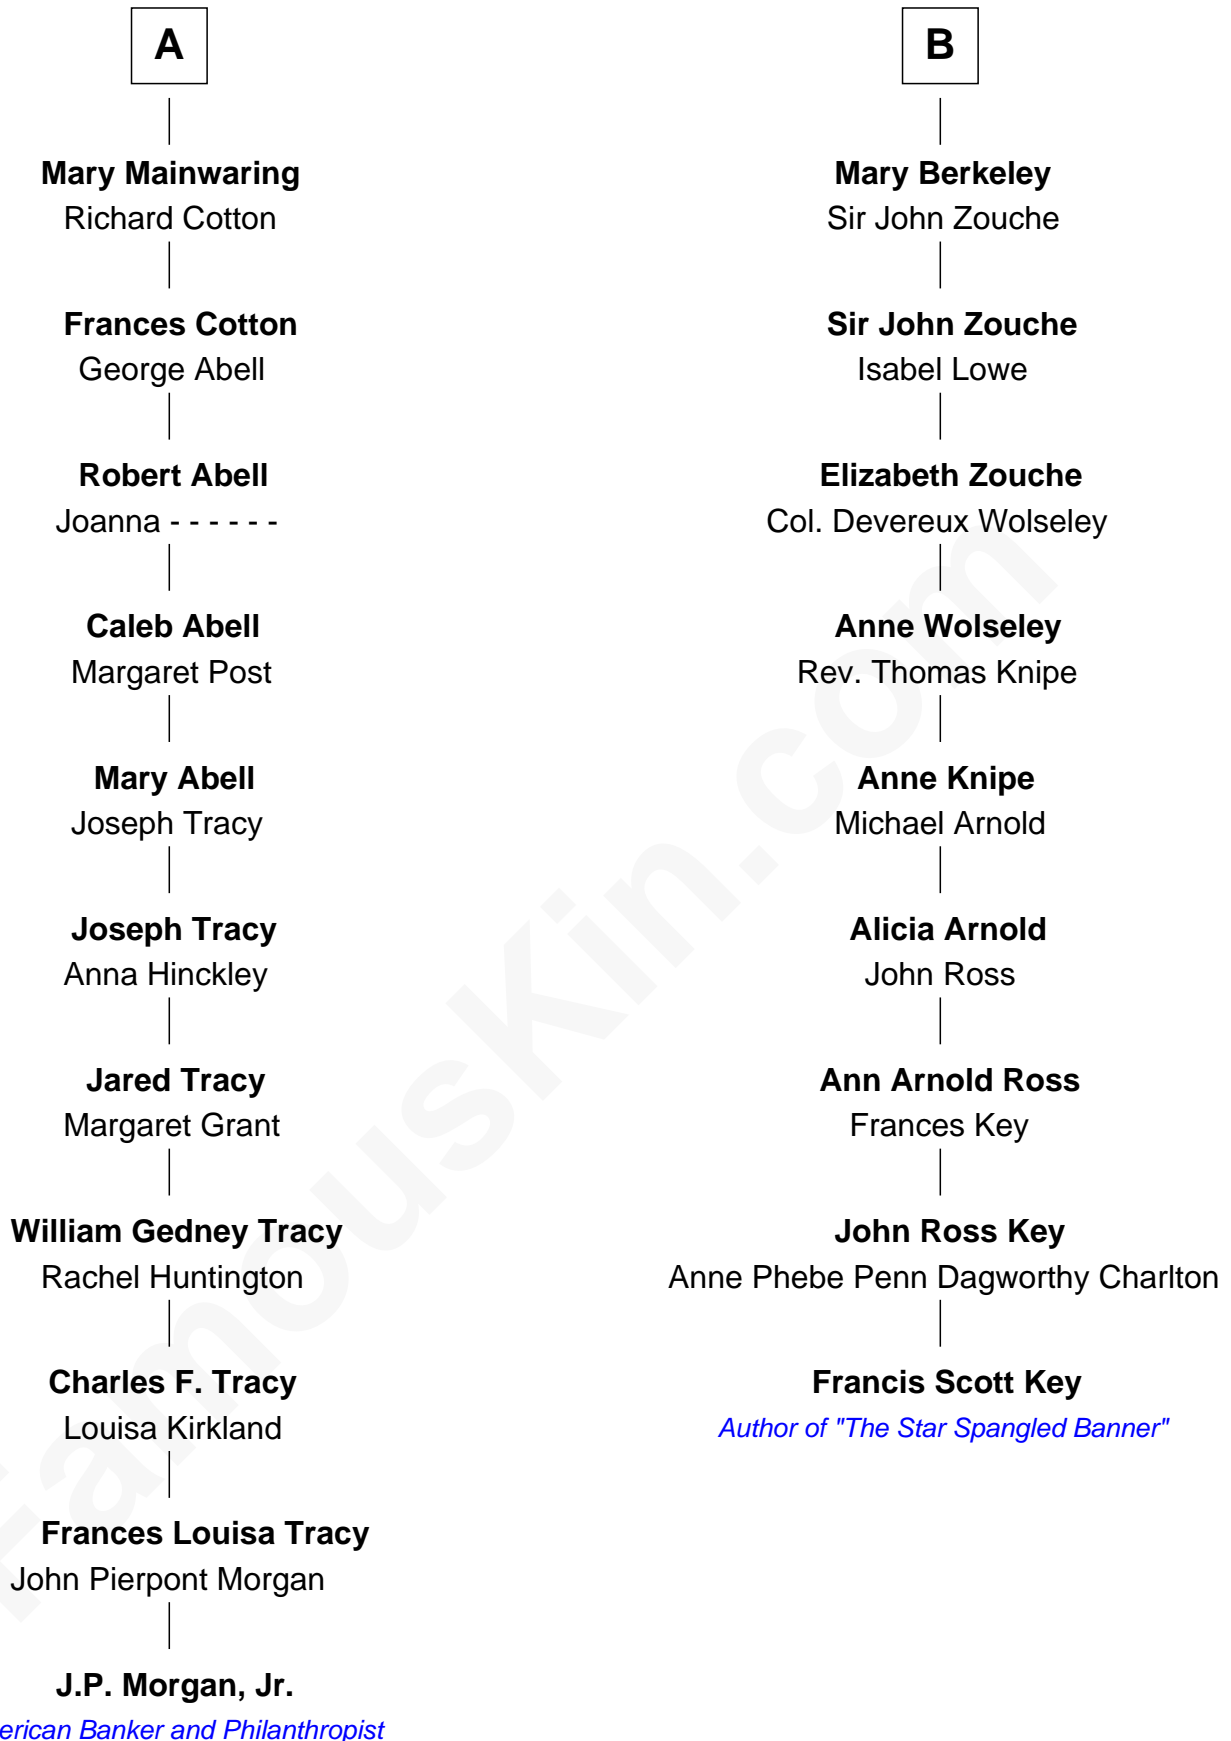 A
Mary Mainwaring
Richard Cotton
Frances Cotton
George Abell
Robert Abell
Joanna - - - - - -
Caleb Abell
Margaret Post
Mary Abell
Joseph Tracy
Joseph Tracy
Anna Hinckley
Jared Tracy
Margaret Grant
William Gedney Tracy
Rachel Huntington
Charles F. Tracy
Louisa Kirkland
Frances Louisa Tracy
John Pierpont Morgan
J.P. Morgan, Jr.
erican Banker and Philanthropist
B
Mary Berkeley
Sir John Zouche
Sir John Zouche
Isabel Lowe
Elizabeth Zouche
Col. Devereux Wolseley
Anne Wolseley
Rev. Thomas Knipe
Anne Knipe
Michael Arnold
Alicia Arnold
John Ross
Ann Arnold Ross
Frances Key
John Ross Key
Anne Phebe Penn Dagworthy Charlton
Francis Scott Key
Author of "The Star Spangled Banner"
FamousKin.com